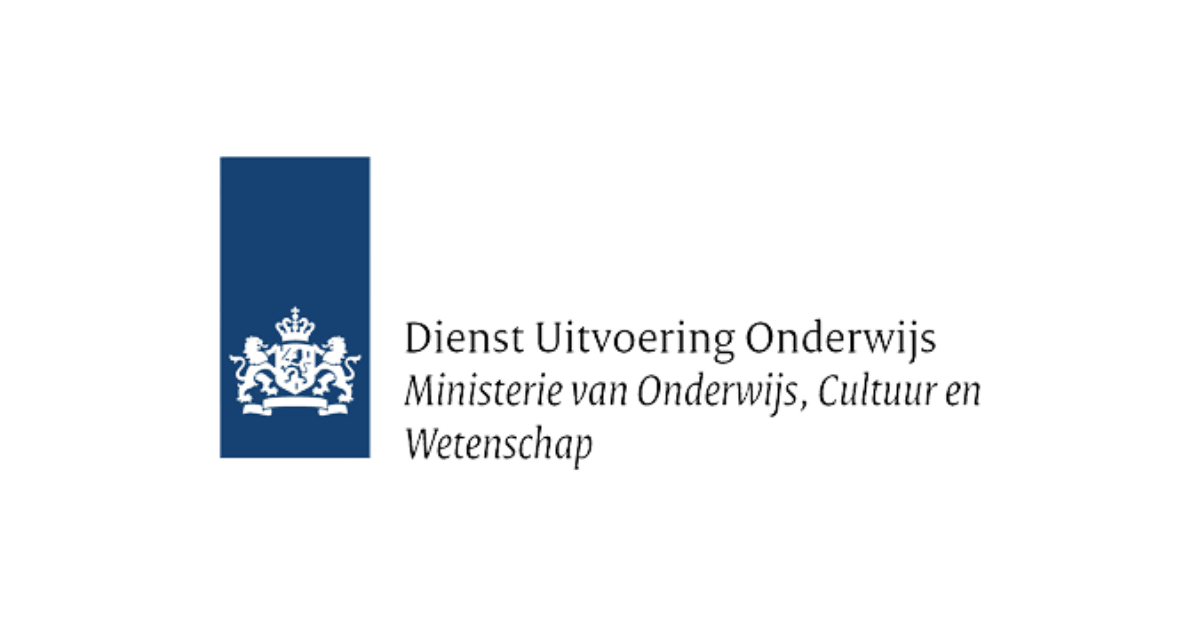 Dienst Uitvoering Onderwijs
Ministerie van Onderwijs, Cultuur en
Wetenschap